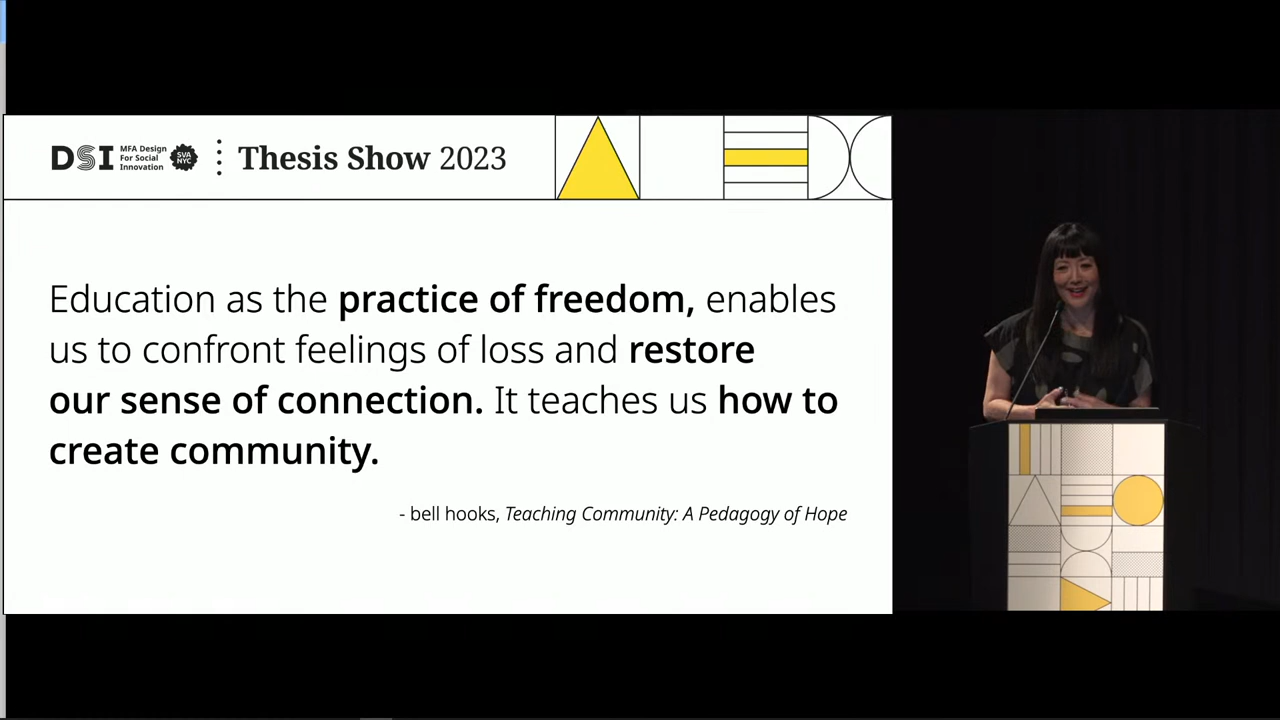 DSI
MFA Design
For Social
Innovation
SVA
NYC
Thesis Show 2023
Education as the practice of freedom, enables
us to confront feelings of loss and restore
our sense of connection. It teaches us how to
create community.
- bell hooks, Teaching Community: A Pedagogy of Hope